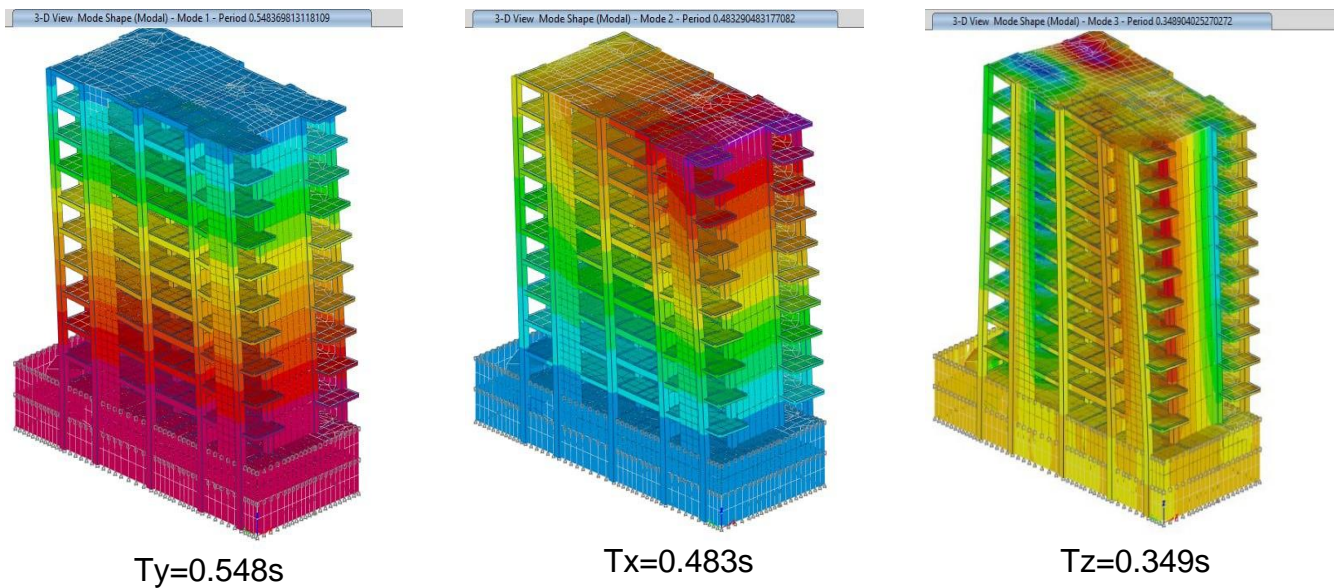 3-D View Mode Shape (Modal) - Mode 1 - Period 0.548369813118109
3-D View Mode Shape (Modal) - Mode 2 - Period 0.483290483177082
3-D View Mode Shape (Modal) - Mode 3 - Period 0.348904025270272
Ty=0.548s
Tx=0.483s
Tz=0.349s